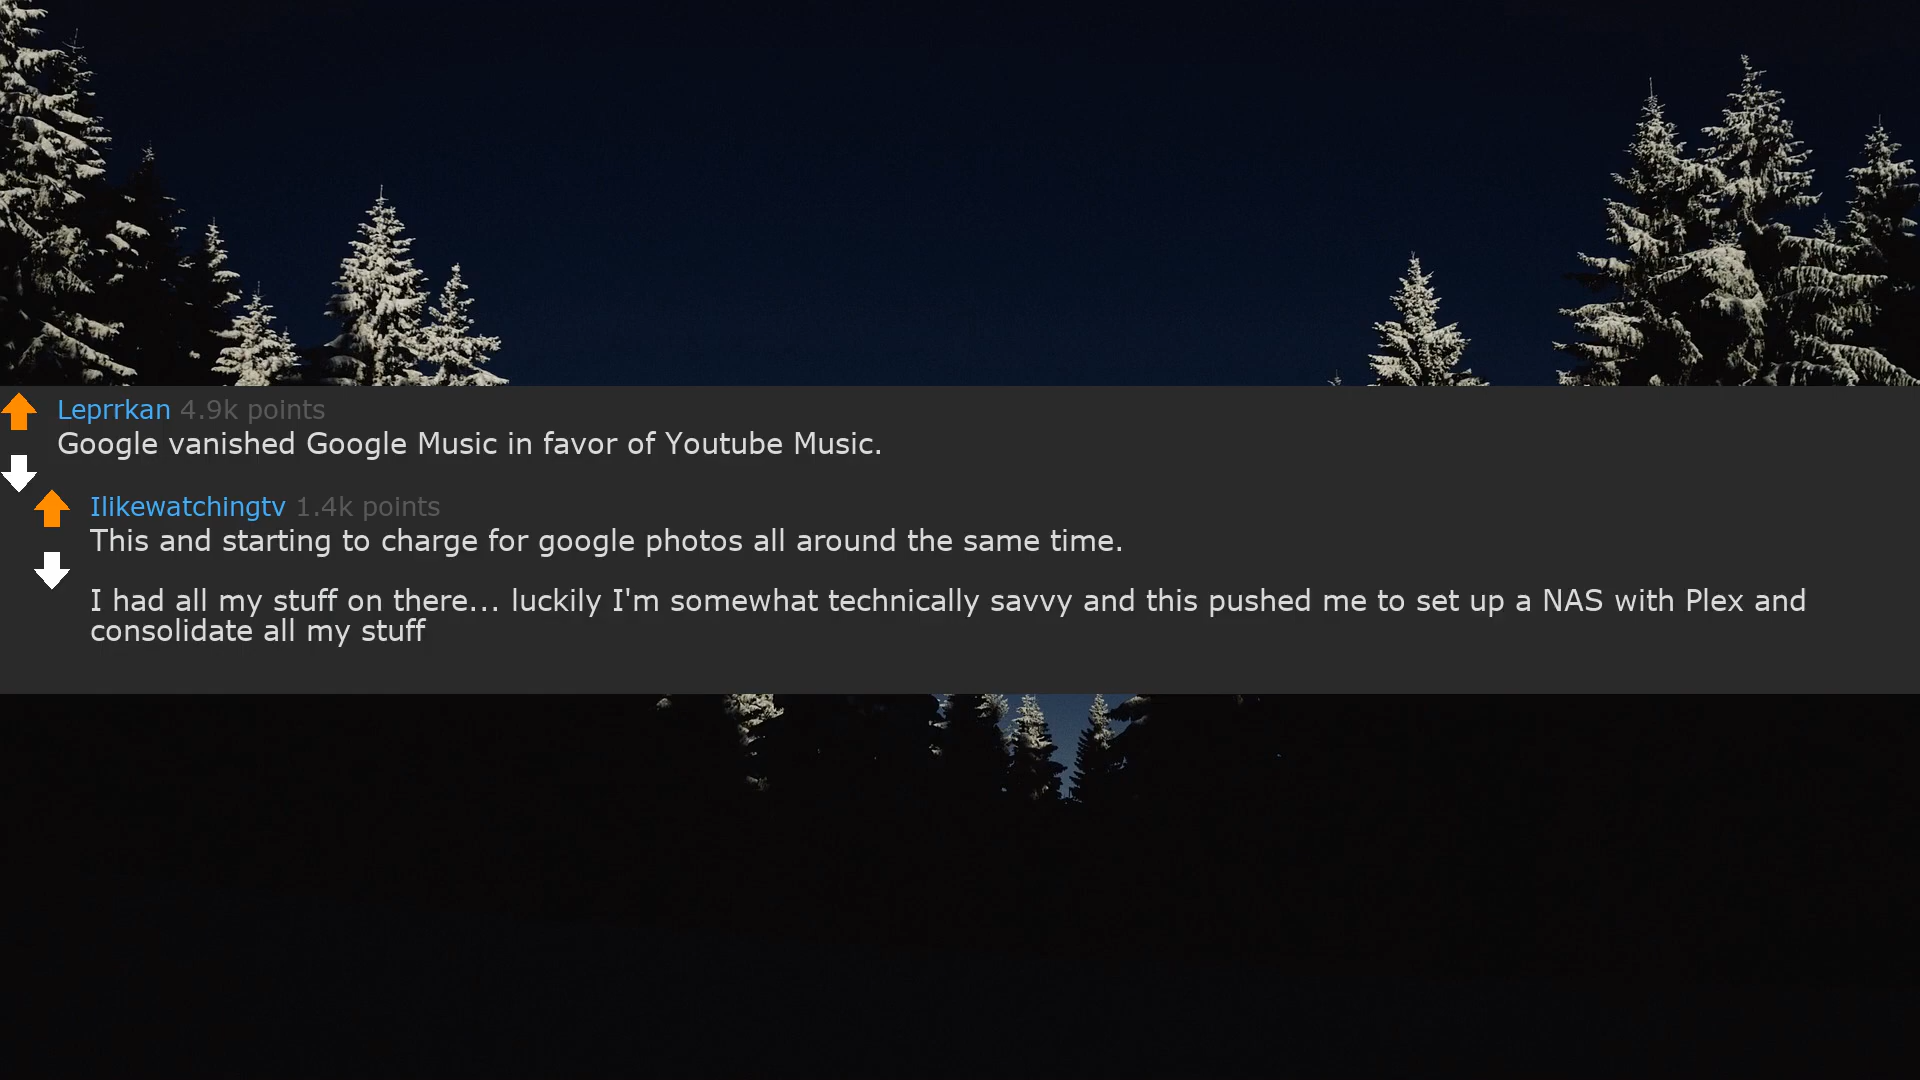 Leprrkan 4.9k points
Google vanished Google Music in favor of Youtube Music.
Ilikewatchingtv 1.4k points
This and starting to charge for google photos all around the same time.
I had all my stuff on there... luckily I'm somewhat technically savvy and this pushed me to set up a NAS with Plex and
consolidate all my stuff